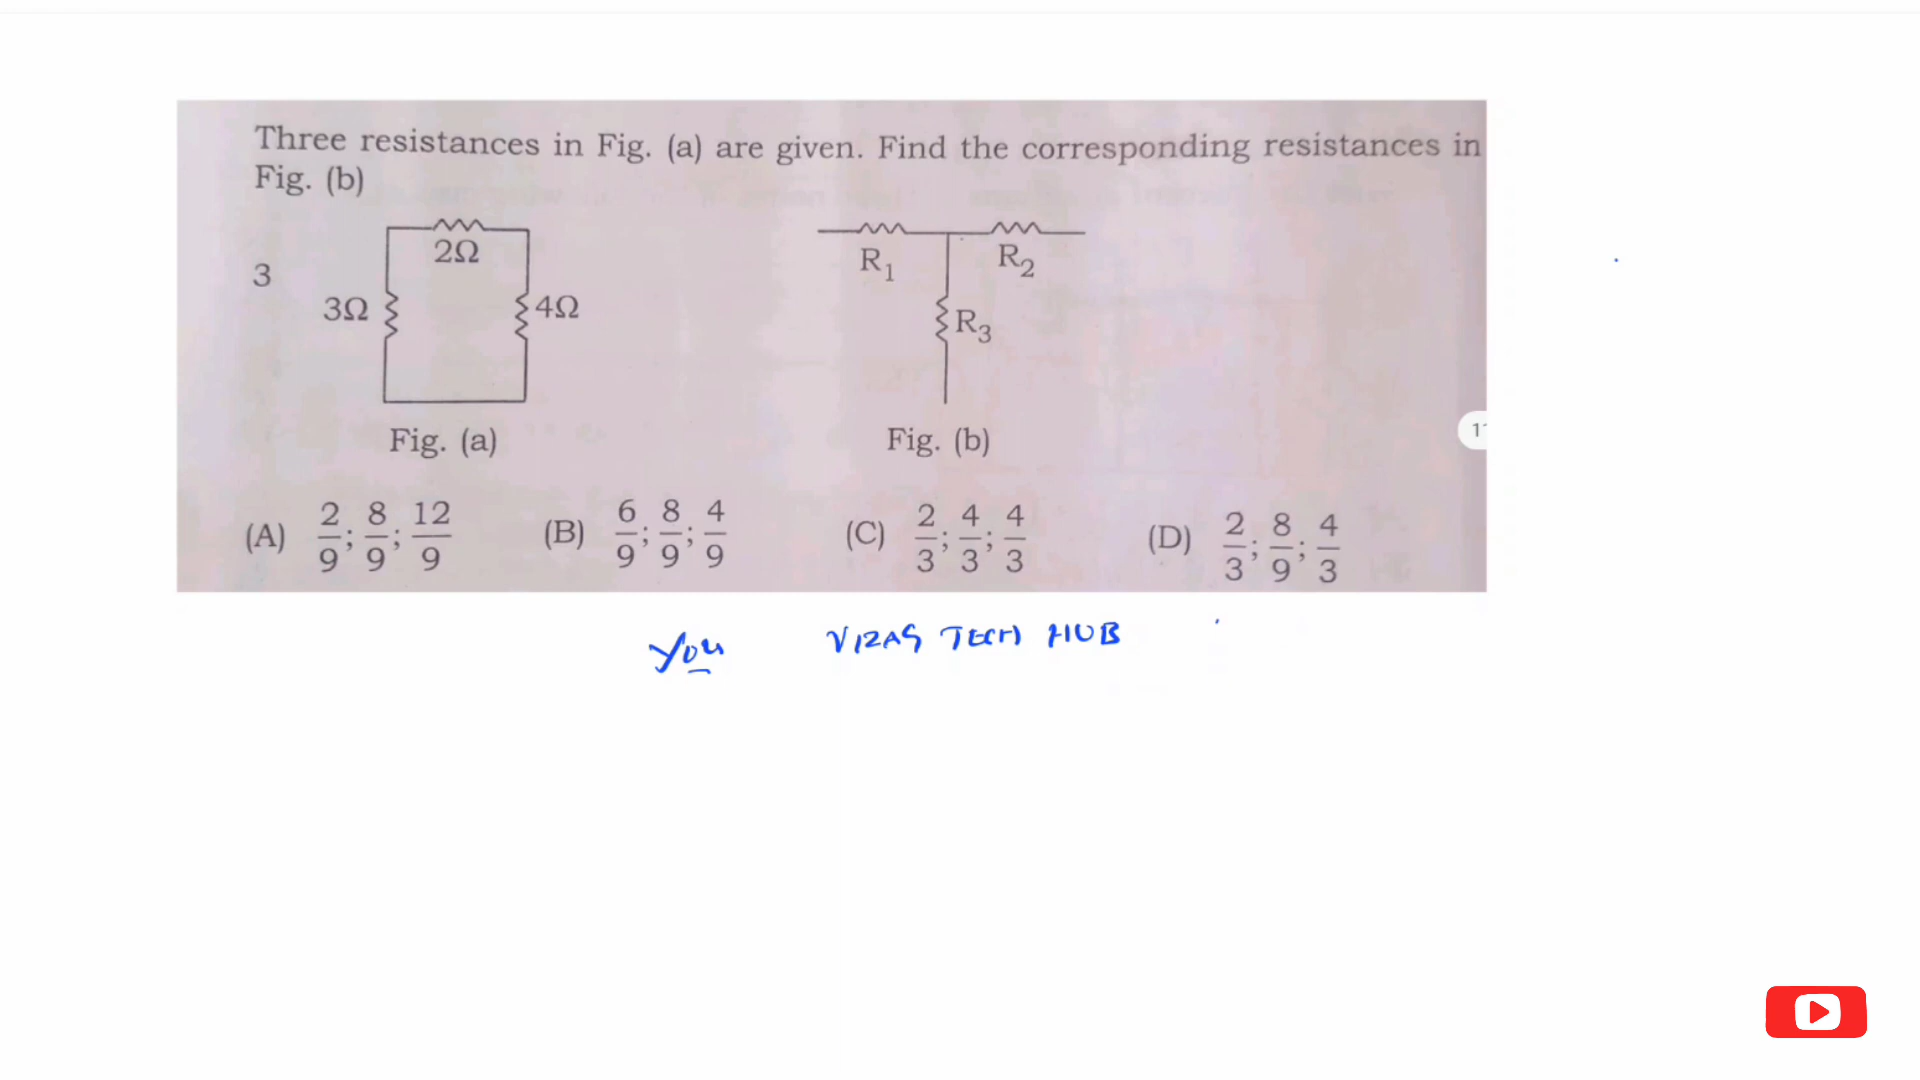 Three resistances in Fig. (a) are given. Find the corresponding resistances in
Fig. (b)
2Ω
R₁
R₂
3
3Ω
4Ω
R₃
Fig. (a)
Fig. (b)
(A) 2/9; 8/9; 12/9 (B) 6/9; 8/9; 4/9 (C) 2/3; 4/3; 4/3 (D) 2/3; 8/9; 4/3
You VIZAG TECH HUB